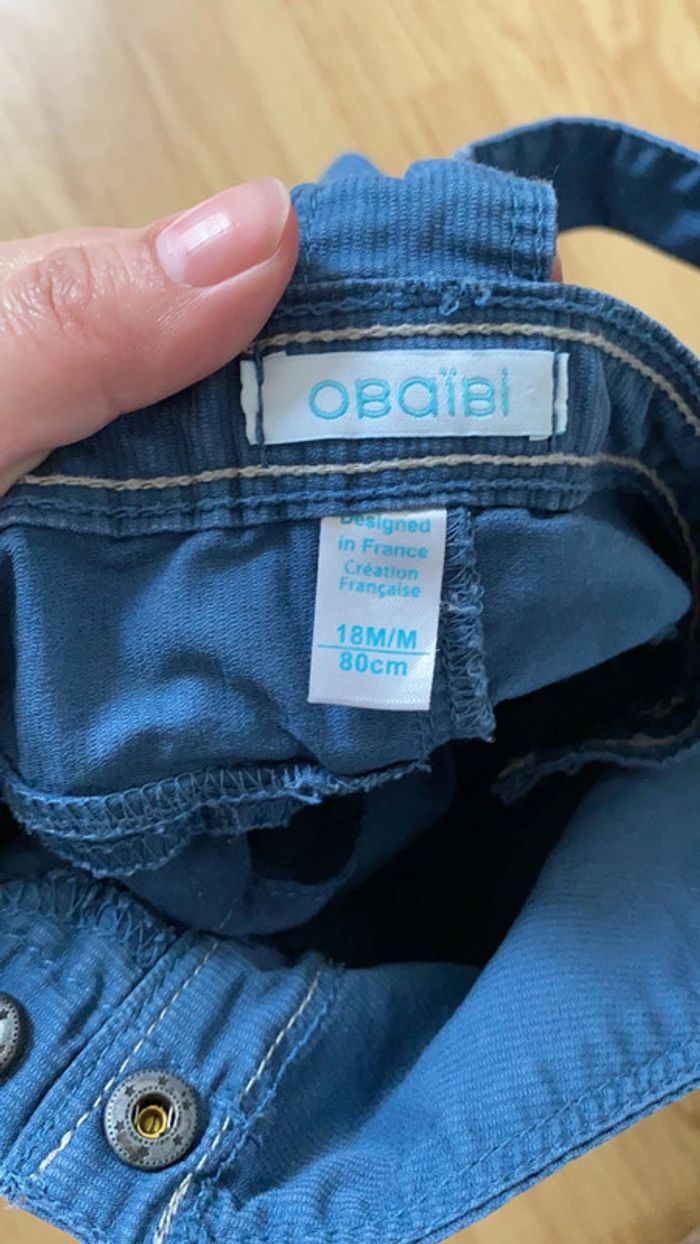 OBaïBi
Designed
in France
Création
Française
18M/M
80cm